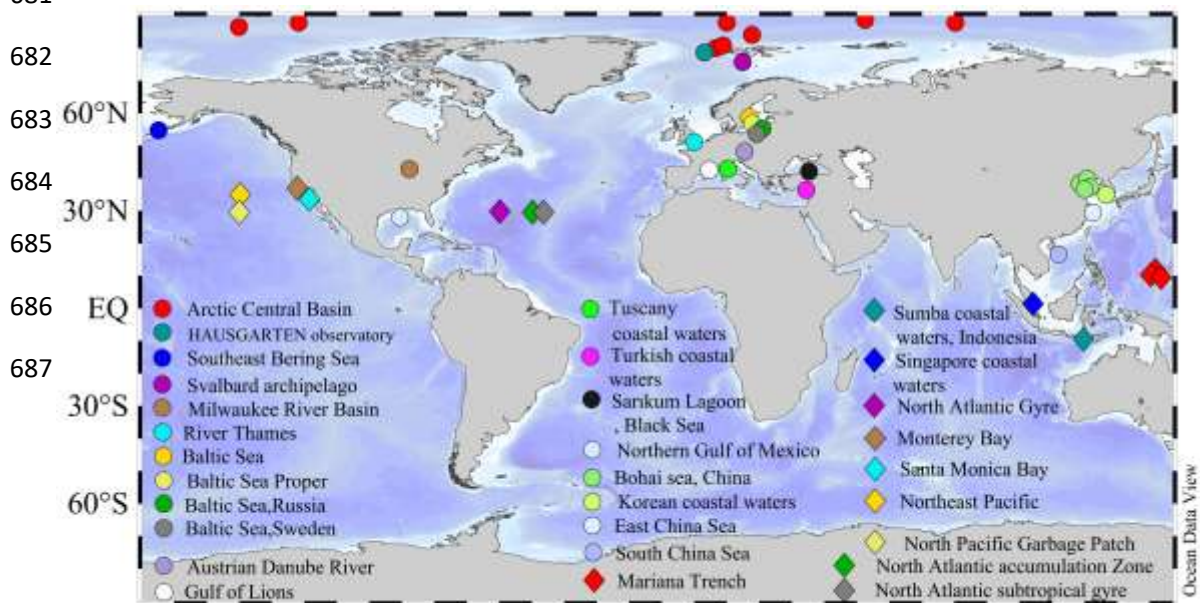 681
682
683
684
685
686
687
60°N
30°N
EQ
30°S
60°S
Arctic Central Basin
HAUSGARTEN observatory
Southeast Bering Sea
Svalbard archipelago
Milwaukee River Basin
River Thames
Baltic Sea
Baltic Sea Proper
Baltic Sea,Russia
Baltic Sea,Sweden
Austrian Danube River
Gulf of Lions
Tuscany
coastal waters
Turkish coastal
waters
Sarıkum Lagoon
, Black Sea
Northern Gulf of Mexico
Bohai sea, China
Korean coastal waters
East China Sea
South China Sea
Mariana Trench
Sumba coastal
waters, Indonesia
Singapore coastal
waters
North Atlantic Gyre
Monterey Bay
Santa Monica Bay
Northeast Pacific
North Pacific Garbage Patch
North Atlantic accumulation Zone
North Atlantic subtropical gyre
Ocean Data View